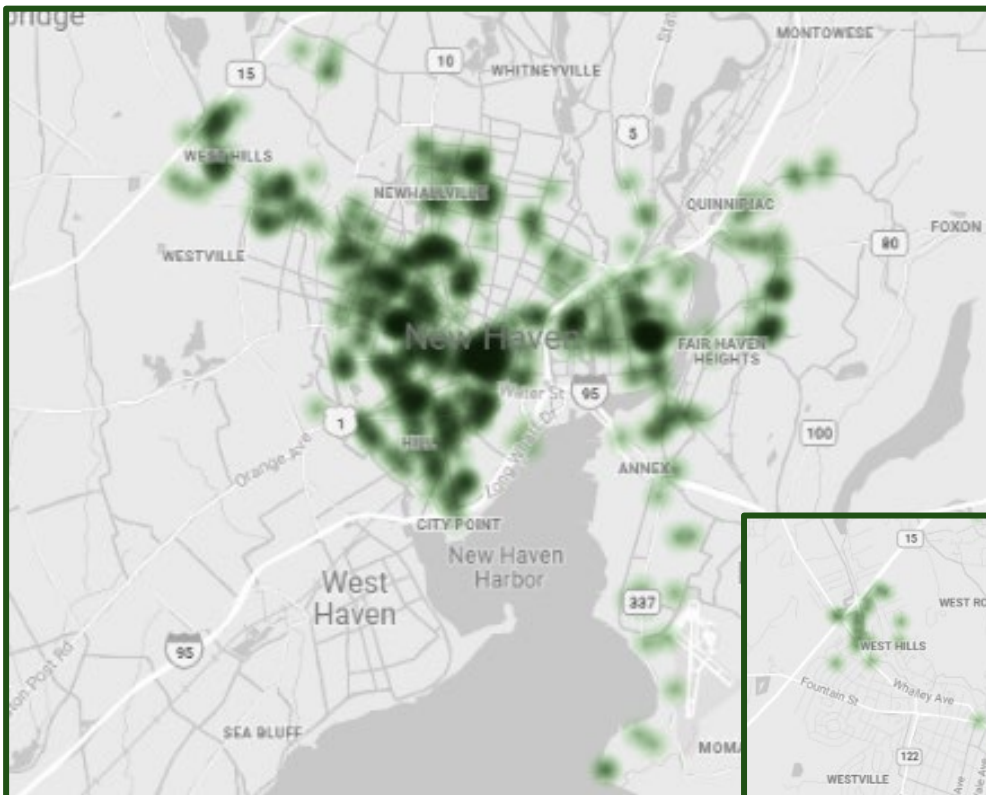 15
10
WHITNEYVILLE
MONTOWESE
5
WEST HILLS
NEWHALLVILLE
QUINNIPIAC
FOXON
80
WESTVILLE
New Haven
FAIR HAVEN
HEIGHTS
Water St
95
1
HILL
Long Wharf Dr
100
Orange Ave
ANNEX
CITY POINT
New Haven
Harbor
West
Haven
337
95
SEA BLUFF
15
WEST HILLS
Whalley Ave
Fountain St
122
WESTVILLE